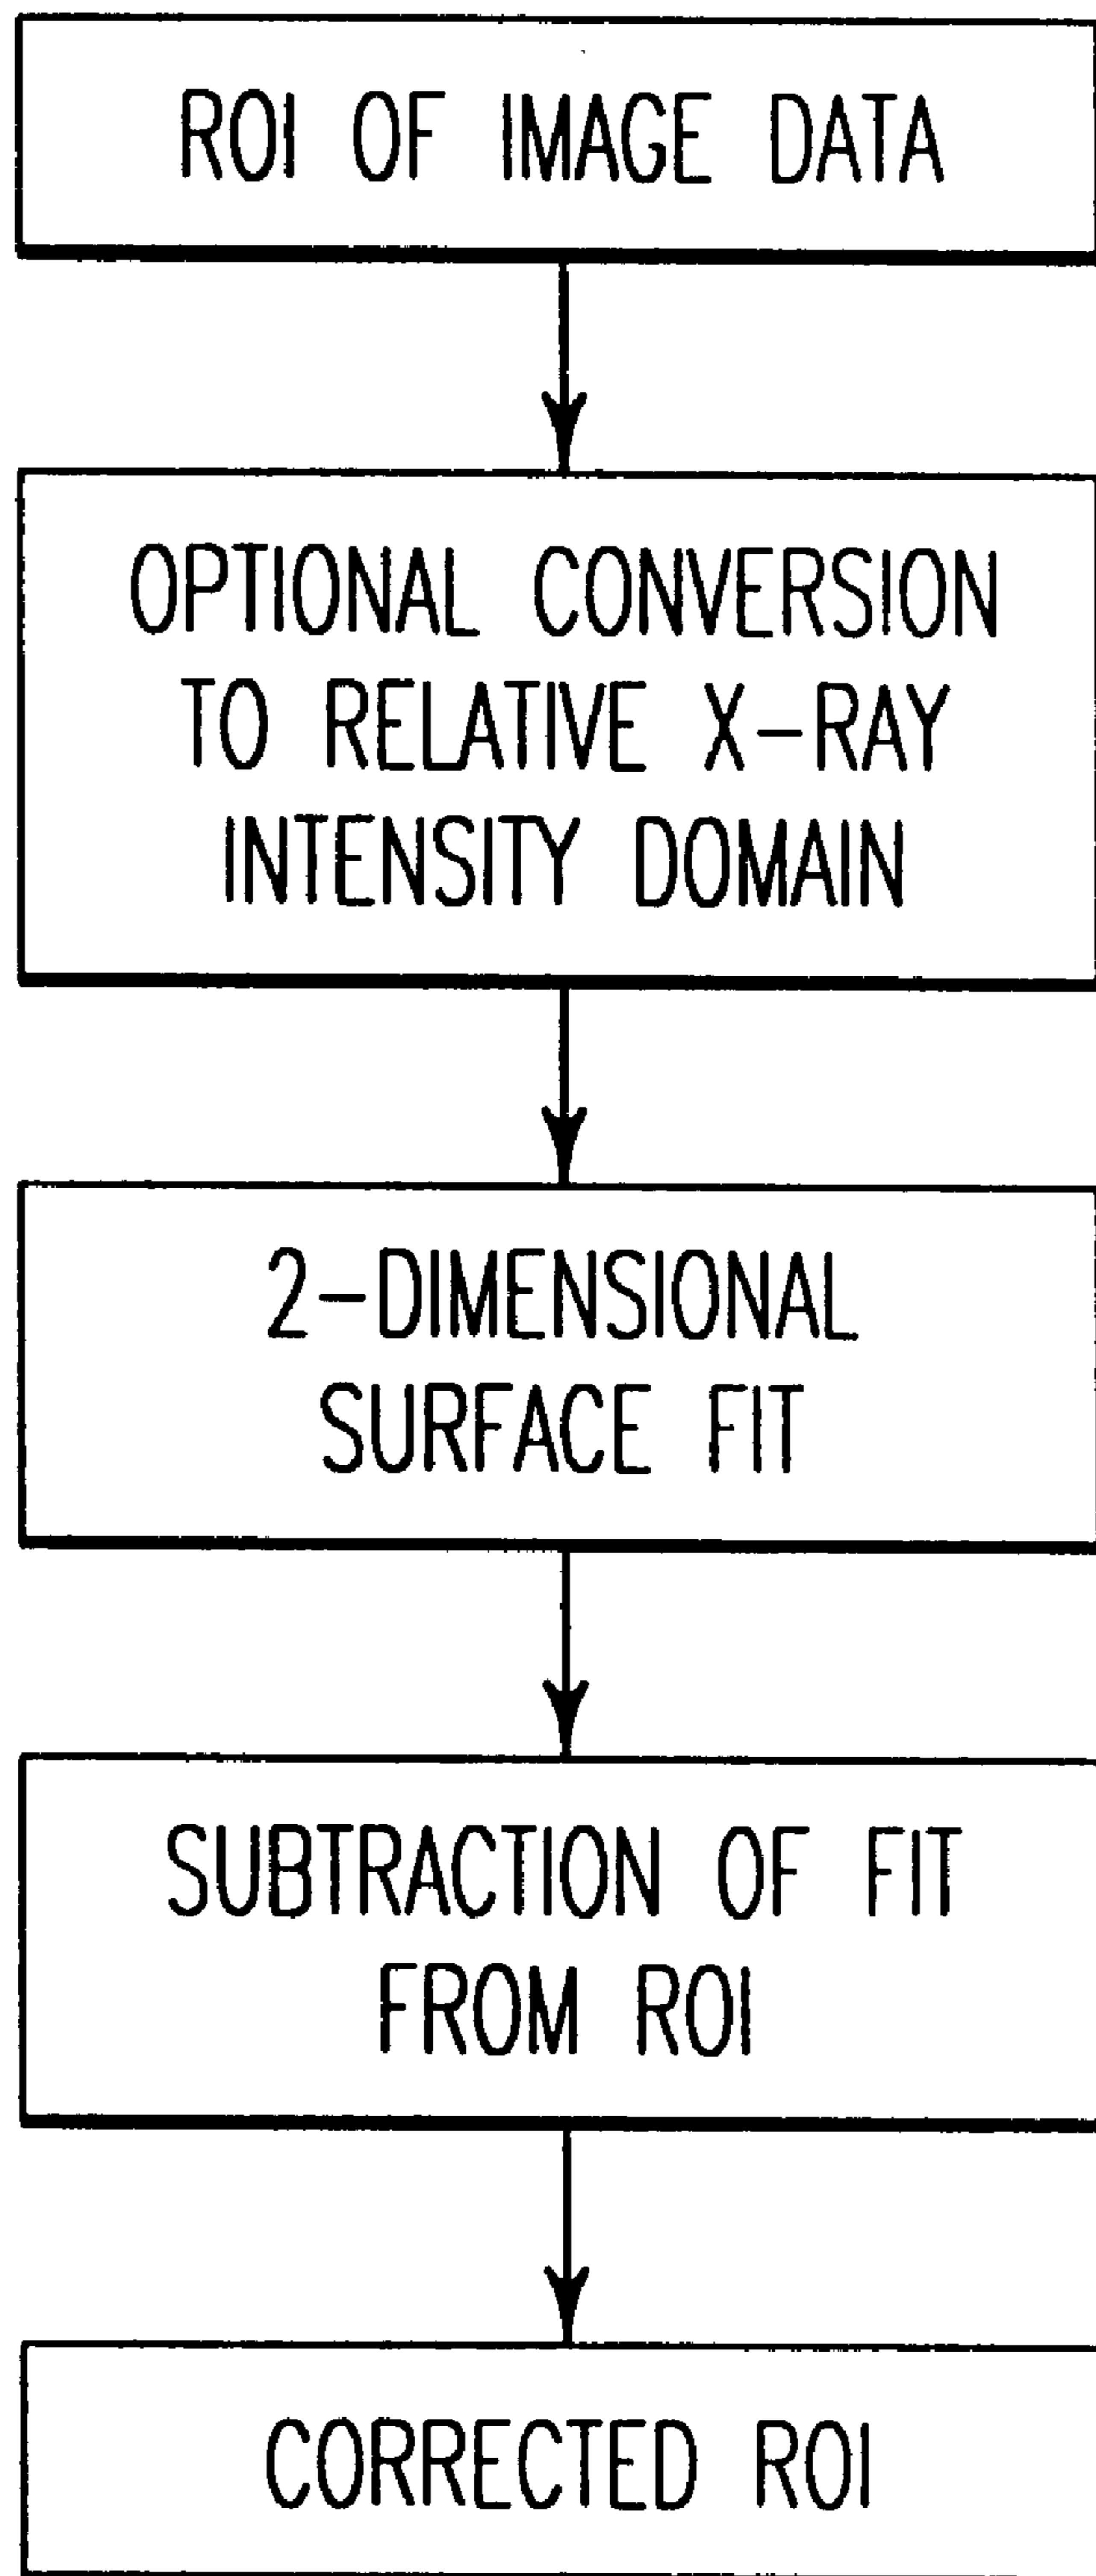 ROI OF IMAGE DATA
OPTIONAL CONVERSION
TO RELATIVE X-RAY
INTENSITY DOMAIN
2-DIMENSIONAL
SURFACE FIT
SUBTRACTION OF FIT
FROM ROI
CORRECTED ROI